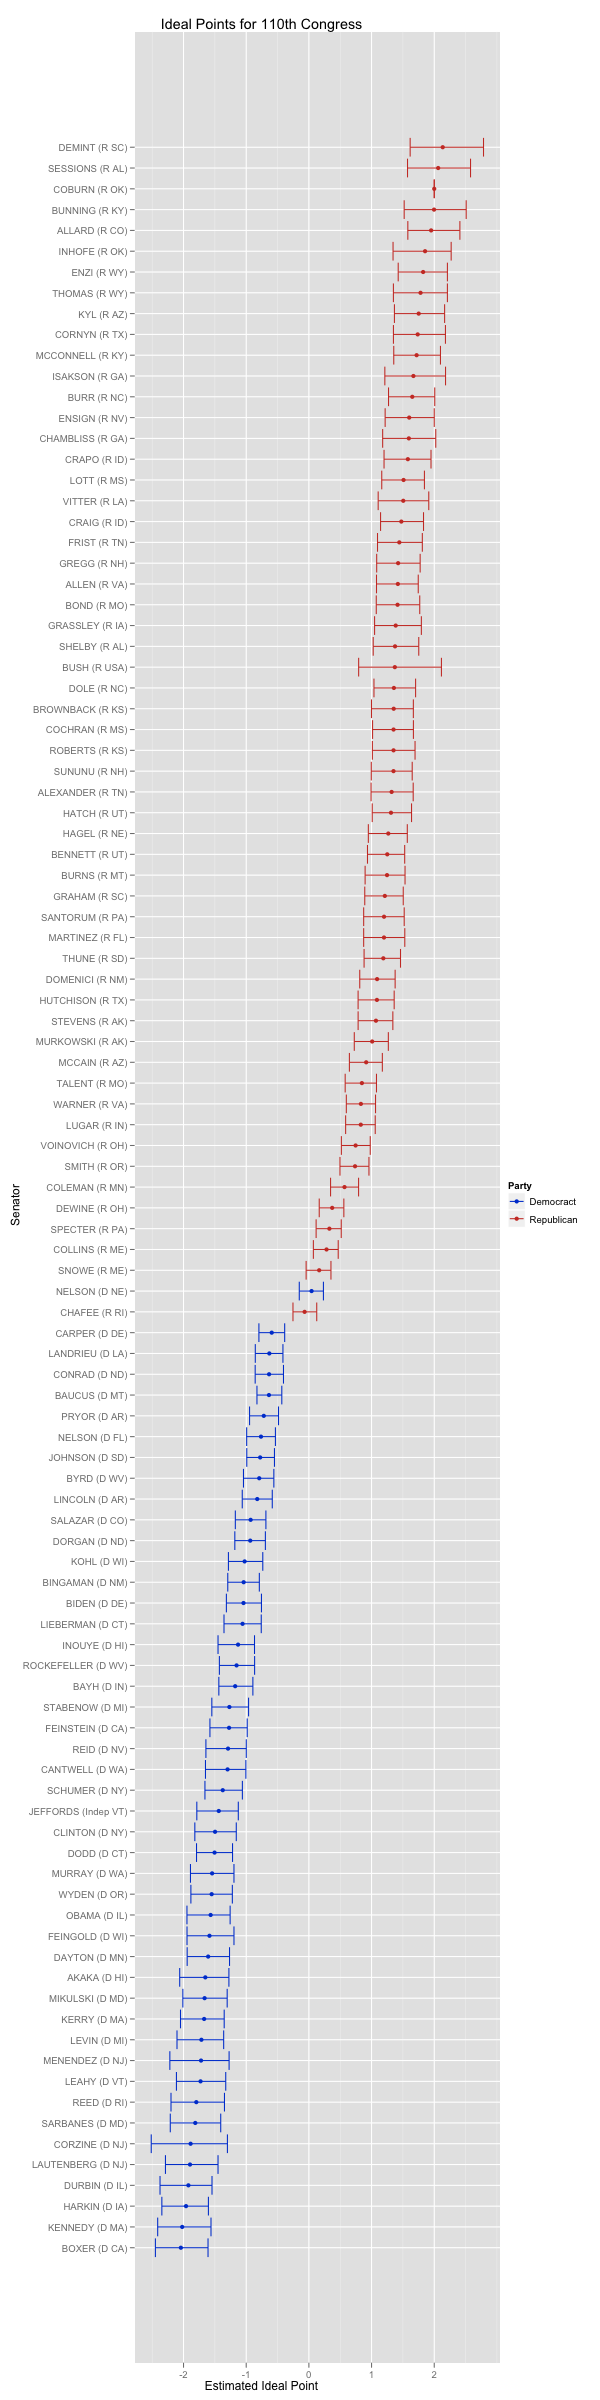 Ideal Points for 110th Congress
DEMINT (R SC)
SESSIONS (R AL)
COBURN (R OK)
BUNNING (R KY)
ALLARD (R CO)
INHOFE (R OK)
ENZI (R WY)
THOMAS (R WY)
KYL (R AZ)
CORNYN (R TX)
MCCONNELL (R KY)
ISAKSON (R GA)
BURR (R NC)
ENSIGN (R NV)
CHAMBLISS (R GA)
CRAPO (R ID)
LOTT (R MS)
VITTER (R LA)
CRAIG (R ID)
FRIST (R TN)
GREGG (R NH)
ALLEN (R VA)
BOND (R MO)
GRASSLEY (R IA)
SHELBY (R AL)
BUSH (R USA)
DOLE (R NC)
BROWNBACK (R KS)
COCHRAN (R MS)
ROBERTS (R KS)
SUNUNU (R NH)
ALEXANDER (R TN)
HATCH (R UT)
HAGEL (R NE)
BENNETT (R UT)
BURNS (R MT)
GRAHAM (R SC)
SANTORUM (R PA)
MARTINEZ (R FL)
THUNE (R SD)
DOMENICI (R NM)
HUTCHISON (R TX)
STEVENS (R AK)
MURKOWSKI (R AK)
MCCAIN (R AZ)
TALENT (R MO)
WARNER (R VA)
LUGAR (R IN)
VOINOVICH (R OH)
SMITH (R OR)
COLEMAN (R MN)
DEWINE (R OH)
SPECTER (R PA)
COLLINS (R ME)
SNOWE (R ME)
NELSON (D NE)
CHAFEE (R RI)
CARPER (D DE)
LANDRIEU (D LA)
CONRAD (D ND)
BAUCUS (D MT)
PRYOR (D AR)
NELSON (D FL)
JOHNSON (D SD)
BYRD (D WV)
LINCOLN (D AR)
SALAZAR (D CO)
DORGAN (D ND)
KOHL (D WI)
BINGAMAN (D NM)
BIDEN (D DE)
LIEBERMAN (D CT)
INOUYE (D HI)
ROCKEFELLER (D WV)
BAYH (D IN)
STABENOW (D MI)
FEINSTEIN (D CA)
REID (D NV)
CANTWELL (D WA)
SCHUMER (D NY)
JEFFORDS (Indep VT)
CLINTON (D NY)
DODD (D CT)
MURRAY (D WA)
WYDEN (D OR)
OBAMA (D IL)
FEINGOLD (D WI)
DAYTON (D MN)
AKAKA (D HI)
MIKULSKI (D MD)
KERRY (D MA)
LEVIN (D MI)
MENENDEZ (D NJ)
LEAHY (D VT)
REED (D RI)
SARBANES (D MD)
CORZINE (D NJ)
LAUTENBERG (D NJ)
DURBIN (D IL)
HARKIN (D IA)
KENNEDY (D MA)
BOXER (D CA)
Senator
-2 -1 0 1 2
Estimated Ideal Point
Party
Democract
Republican